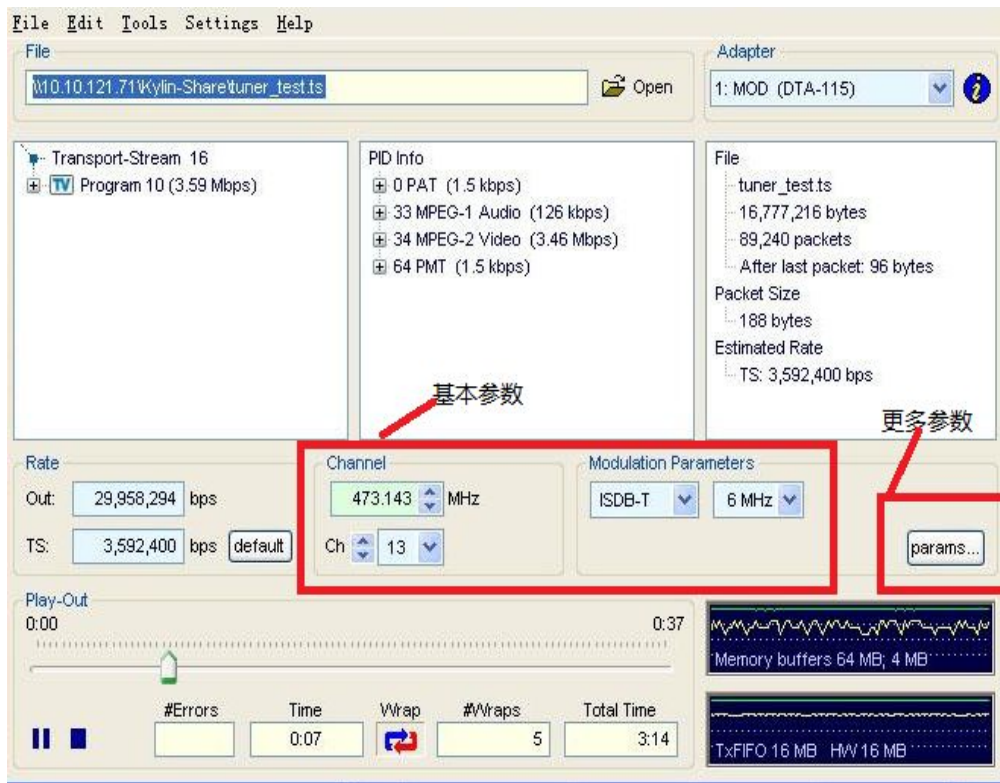 File Edit Tools Settings Help
File
\\10.10.121.71\Kylin-Share\tuner_test.ts
Open
Adapter
1: MOD (DTA-115)
i
Transport-Stream 16
TV Program 10 (3.59 Mbps)
PID Info
0 PAT (1.5 kbps)
33 MPEG-1 Audio (126 kbps)
34 MPEG-2 Video (3.46 Mbps)
64 PMT (1.5 kbps)
File
tuner_test.ts
16,777,216 bytes
89,240 packets
After last packet: 96 bytes
Packet Size
188 bytes
Estimated Rate
TS: 3,592,400 bps
基本参数
更多参数
Rate
Out: 29,958,294 bps
TS: 3,592,400 bps default
Channel
473.143 MHz
Ch 13
Modulation Parameters
ISDB-T 6 MHz
params...
Play-Out
0:00 0:37
#Errors Time Wrap #Wraps Total Time
0:07 5 3:14
Memory buffers 64 MB; 4 MB
TxFIFO 16 MB HW 16 MB